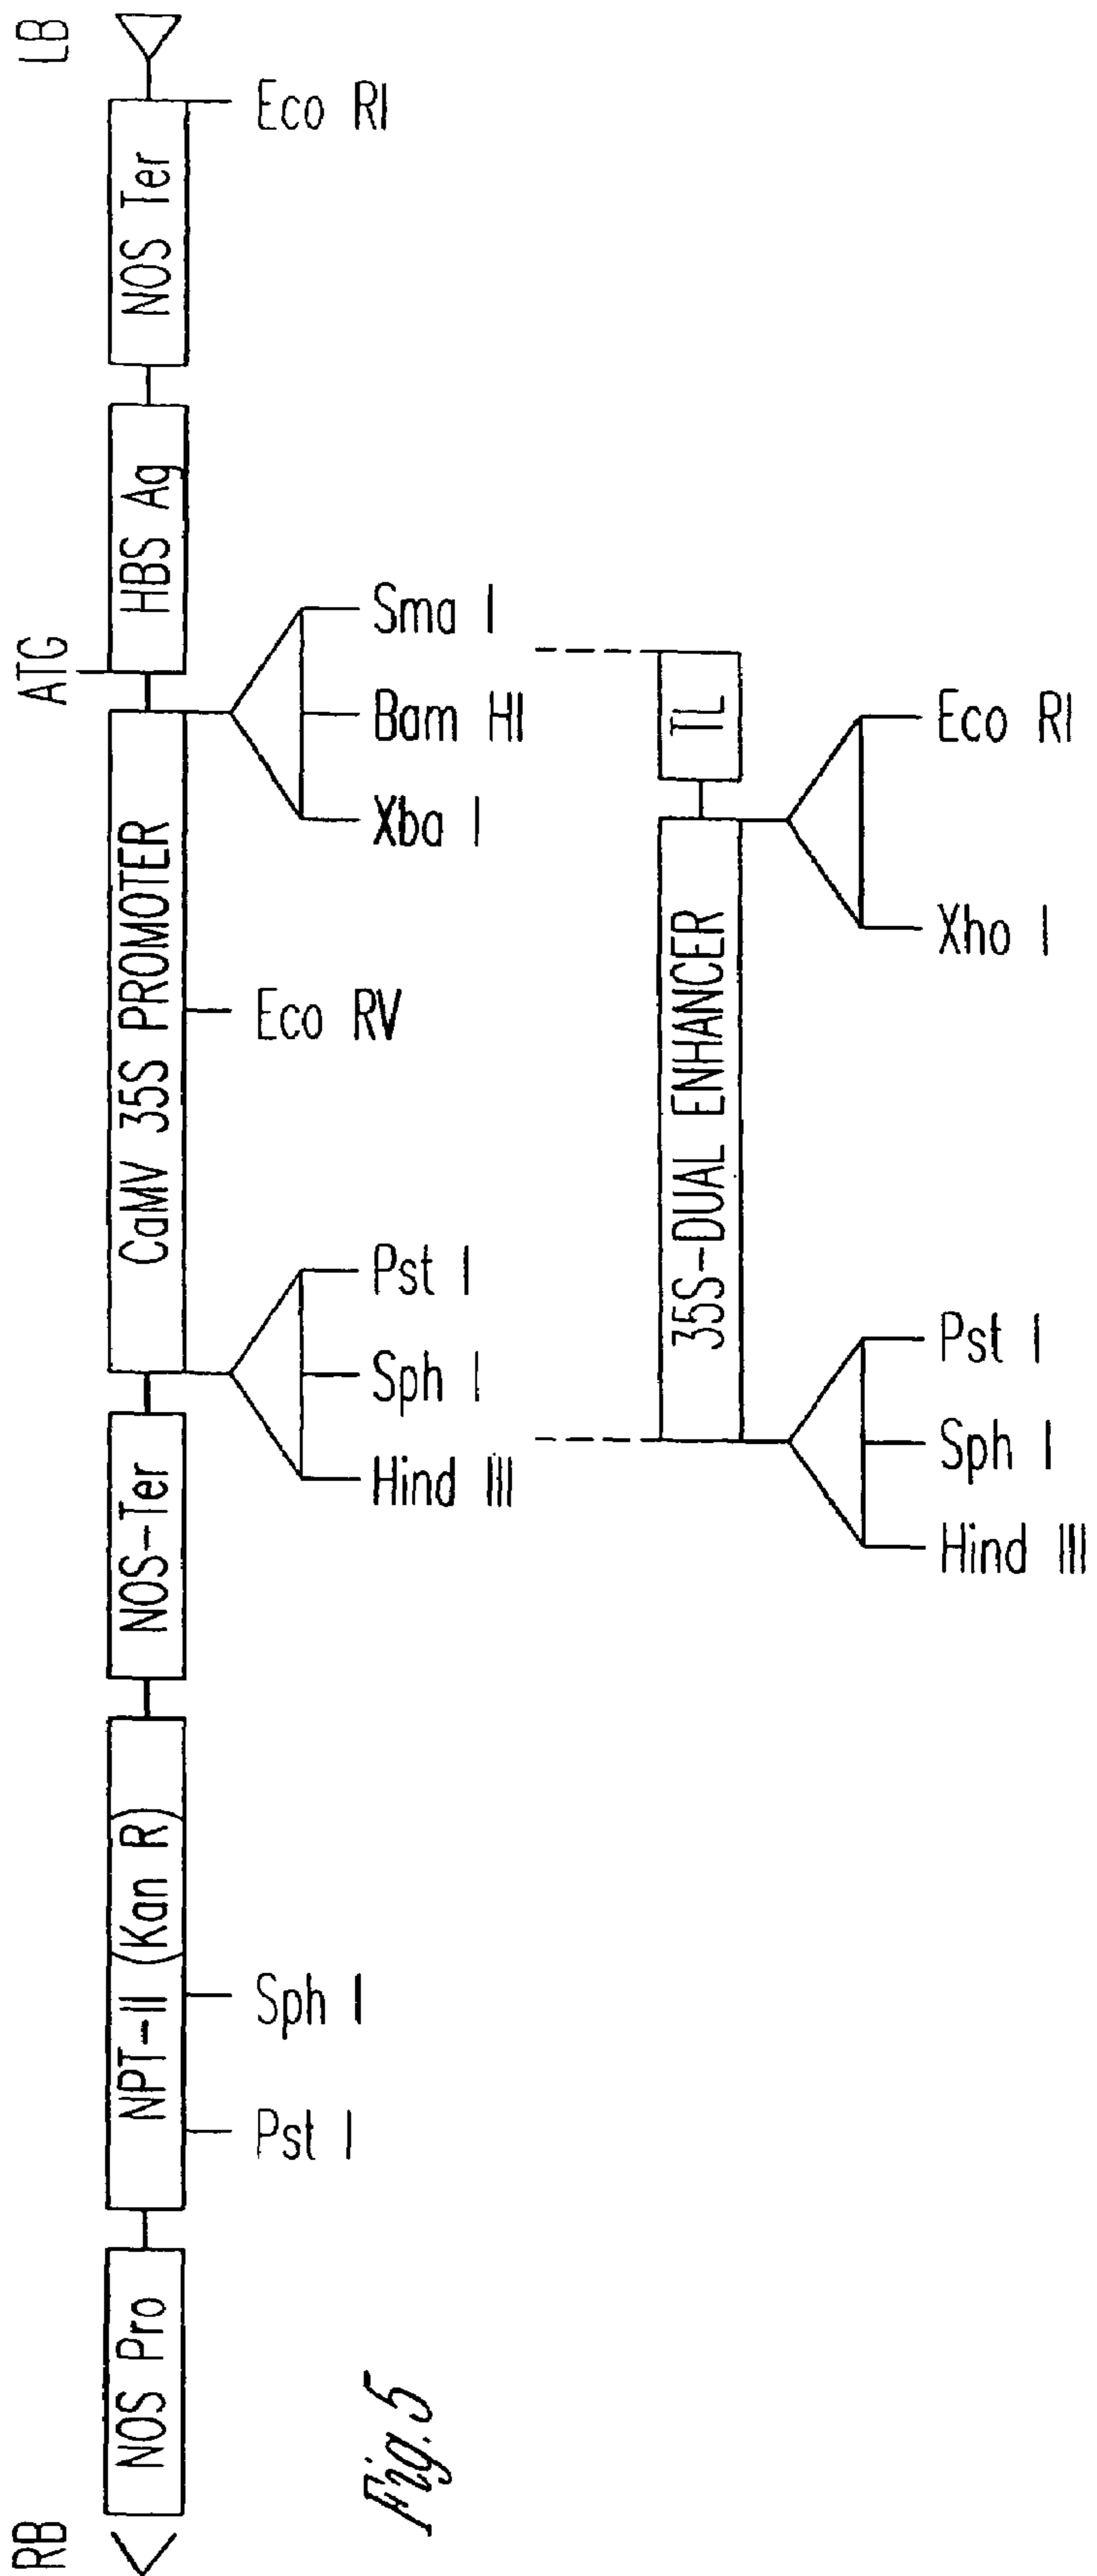 RB
LB
ATG
NOS Pro
NPT-II (Kan R)
NOS-Ter
CaMV 35S PROMOTER
HBS Ag
NOS Ter
Pst I
Sph I
Hind III
Sph I
Pst I
Eco RV
Xba I
Bam HI
Sma I
Eco RI
35S-DUAL ENHANCER
TL
Hind III
Sph I
Pst I
Xho I
Eco RI
Fig. 5